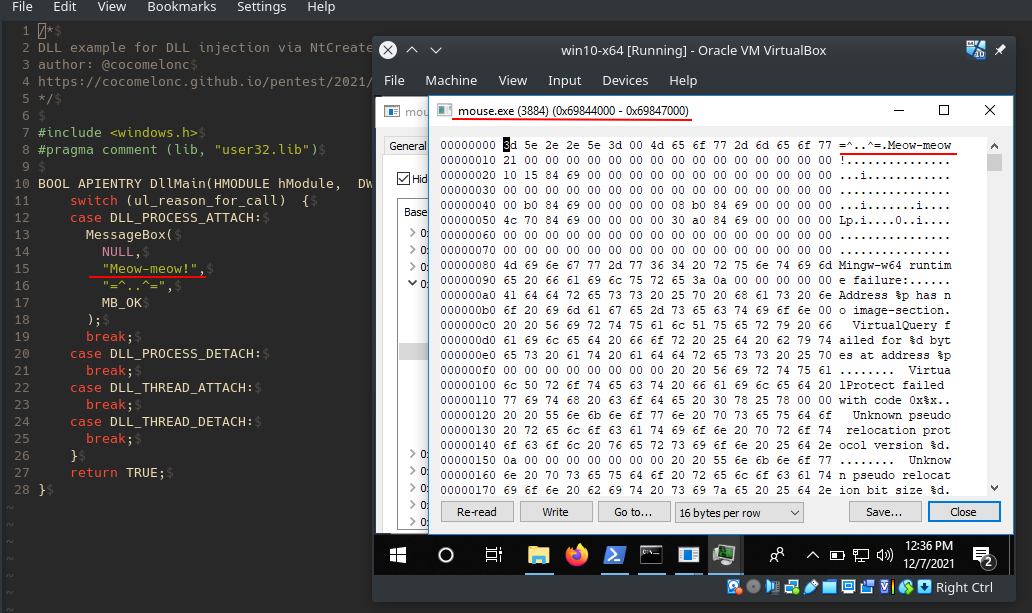 File Edit View Bookmarks Settings Help
1 /*$
2 DLL example for DLL injection via NtCreate
3 author: @cocomelonc$
4 https://cocomelonc.github.io/pentest/2021/
5 */$
6 $
7 #include <windows.h>$
8 #pragma comment (lib, "user32.lib")$
9 $
10 BOOL APIENTRY DllMain(HMODULE hModule, DW
11 switch (ul_reason_for_call) {$
12 case DLL_PROCESS_ATTACH:$
13 MessageBox($
14 NULL,$
15 "Meow-meow!",$
16 "=^..^=",$
17 MB_OK$
18 );$
19 break;$
20 case DLL_PROCESS_DETACH:$
21 break;$
22 case DLL_THREAD_ATTACH:$
23 break;$
24 case DLL_THREAD_DETACH:$
25 break;$
26 }$
27 return TRUE;$
28 }$
win10-x64 [Running] - Oracle VM VirtualBox
File Machine View Input Devices Help
mou
General
Hid
Base
mouse.exe (3884) (0x69844000 - 0x69847000)
00000000 3d 5e 2e 2e 5e 3d 00 4d 65 6f 77 2d 6d 65 6f 77 =^..^=.Meow-meow
00000010 21 00 00 00 00 00 00 00 00 00 00 00 00 00 00 00 !...............
00000020 10 15 84 69 00 00 00 00 00 00 00 00 00 00 00 00 ...i............
00000030 00 00 00 00 00 00 00 00 00 00 00 00 00 00 00 00 ................
00000040 00 b0 84 69 00 00 00 00 08 b0 84 69 00 00 00 00 ...i.......i....
00000050 4c 70 84 69 00 00 00 00 30 a0 84 69 00 00 00 00 Lp.i....0..i....
00000060 00 00 00 00 00 00 00 00 00 00 00 00 00 00 00 00 ................
00000070 00 00 00 00 00 00 00 00 00 00 00 00 00 00 00 00 ................
00000080 4d 69 6e 67 77 2d 77 36 34 20 72 75 6e 74 69 6d Mingw-w64 runtim
00000090 65 20 66 61 69 6c 75 72 65 3a 0a 00 00 00 00 00 e failure:......
000000a0 41 64 64 72 65 73 73 20 25 70 20 68 61 73 20 6e Address %p has n
000000b0 6f 20 69 6d 61 67 65 2d 73 65 63 74 69 6f 6e 00 o image-section.
000000c0 20 20 56 69 72 74 75 61 6c 51 75 65 72 79 20 66 VirtualQuery f
000000d0 61 69 6c 65 64 20 66 6f 72 20 25 64 20 62 79 74 ailed for %d byt
000000e0 65 73 20 61 74 20 61 64 64 72 65 73 73 20 25 70 es at address %p
000000f0 00 00 00 00 00 00 00 00 20 20 56 69 72 74 75 61 ........ Virtua
00000100 6c 50 72 6f 74 65 63 74 20 66 61 69 6c 65 64 20 lProtect failed
00000110 77 69 74 68 20 63 6f 64 65 20 30 78 25 78 00 00 with code 0x%x..
00000120 20 20 55 6e 6b 6e 6f 77 6e 20 70 73 65 75 64 6f Unknown pseudo
00000130 20 72 65 6c 6f 63 61 74 69 6f 6e 20 70 72 6f 74 relocation prot
00000140 6f 63 6f 6c 20 76 65 72 73 69 6f 6e 20 25 64 2e ocol version %d.
00000150 0a 00 00 00 00 00 00 00 20 20 55 6e 6b 6e 6f 77 ........ Unknow
00000160 6e 20 70 73 65 75 64 6f 20 72 65 6c 6f 63 61 74 n pseudo relocat
00000170 69 6f 6e 20 62 69 74 20 73 69 7a 65 20 25 64 2e ion bit size %d.
Re-read Write Go to... 16 bytes per row Save... Close
12:36 PM
12/7/2021
2
Right Ctrl